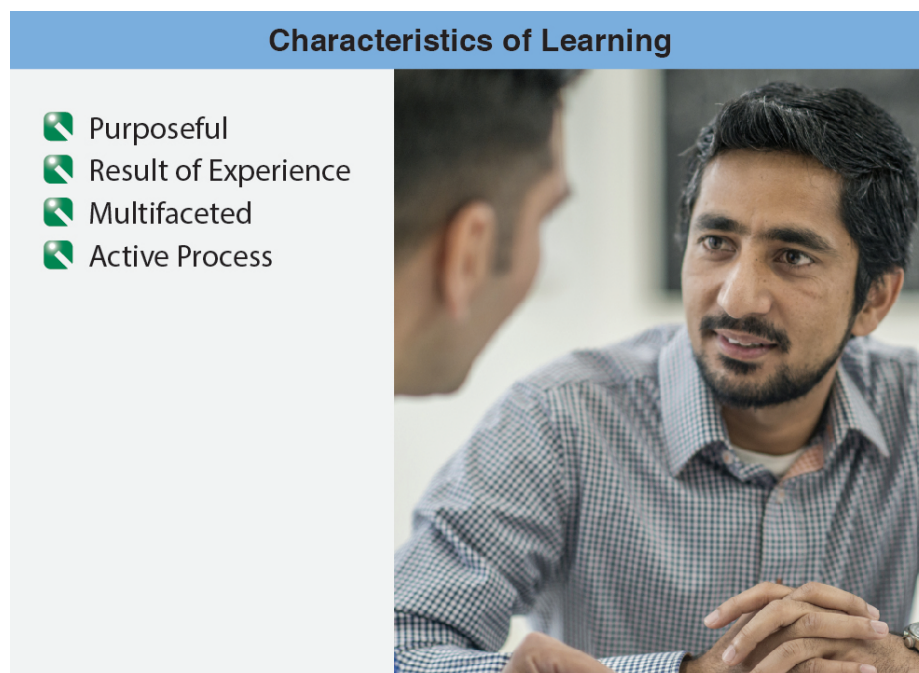 Characteristics of Learning
Purposeful
Result of Experience
Multifaceted
Active Process